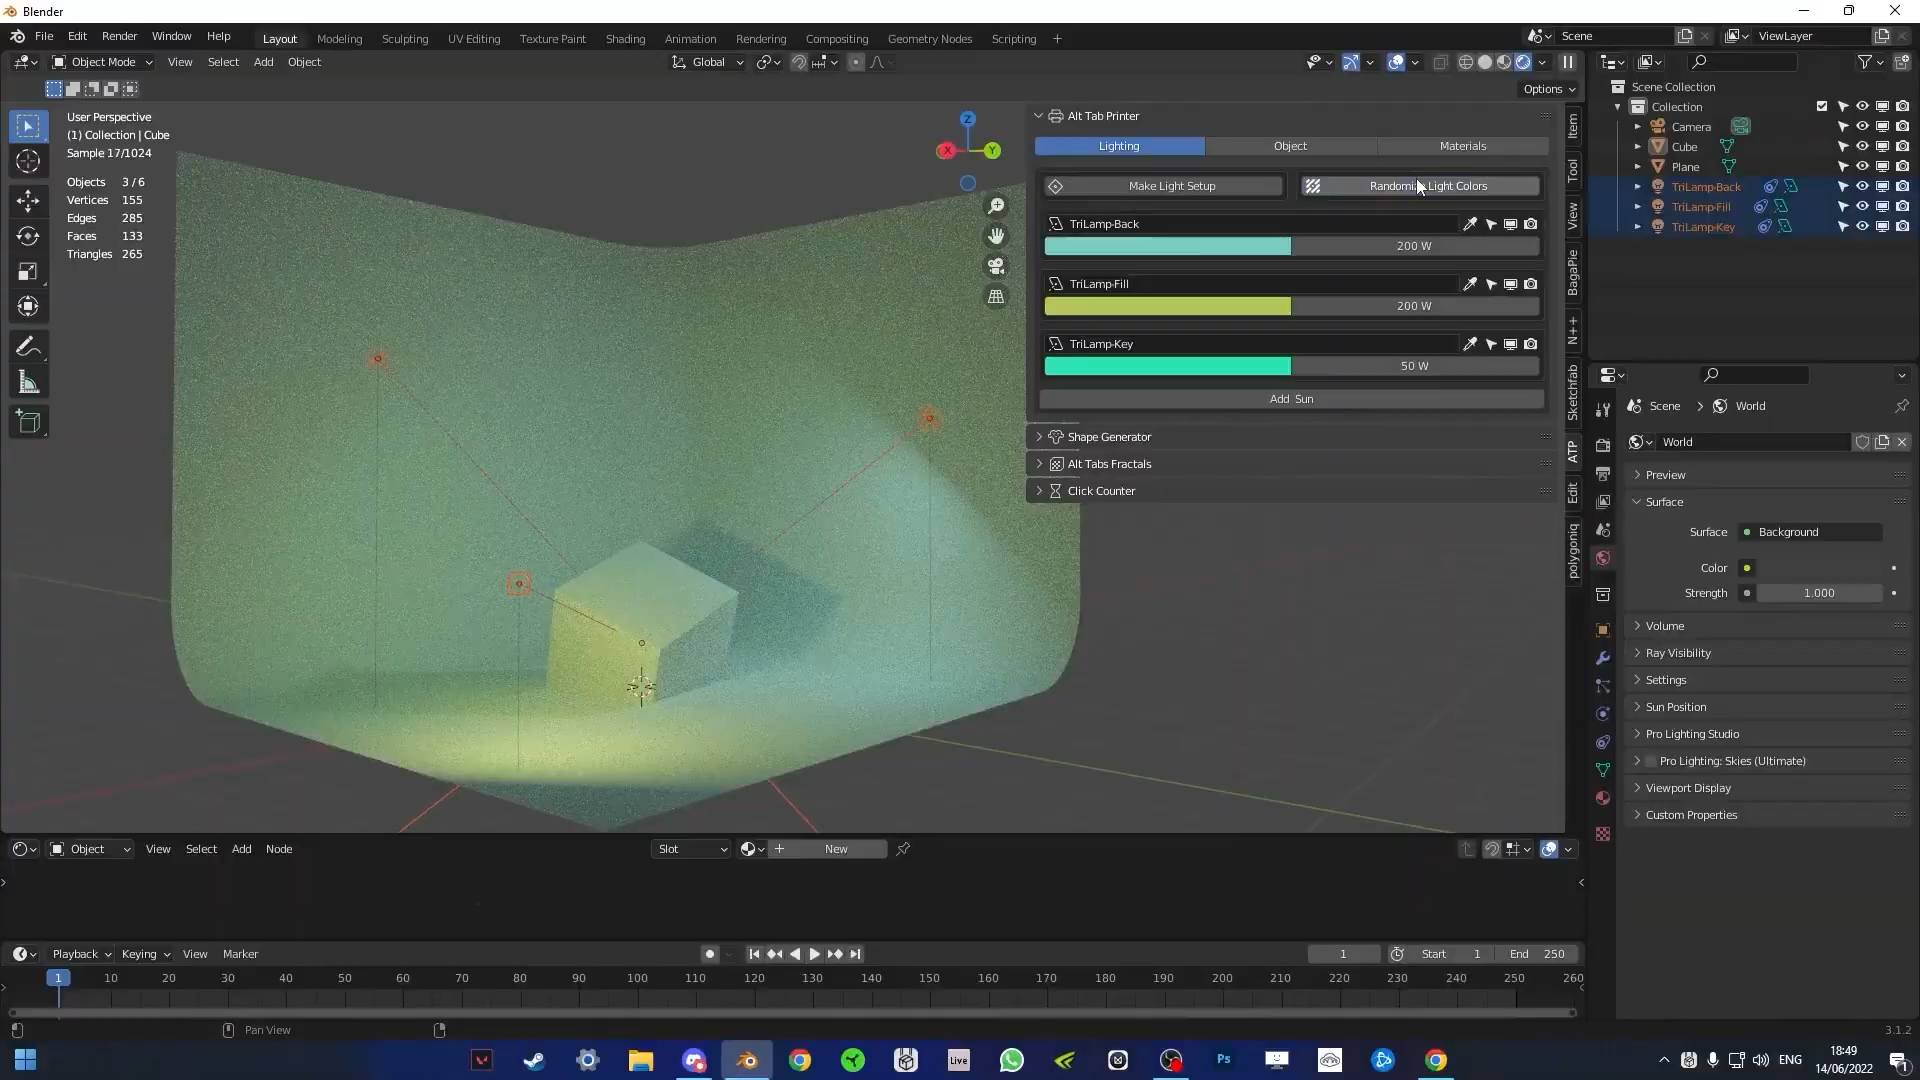 Blender
File Edit Render Window Help Layout Modeling Sculpting UV Editing Texture Paint Shading Animation Rendering Compositing Geometry Nodes Scripting + Scene ViewLayer
Object Mode View Select Add Object Global
Options
User Perspective
(1) Collection | Cube
Sample 17/1024
Objects 3/6
Vertices 155
Edges 285
Faces 133
Triangles 265
X Y Z
Alt Tab Printer
Lighting Object Materials
Make Light Setup Light Colors
TriLamp-Back
200 W
TriLamp-Fill
200 W
TriLamp-Key
50 W
Add Sun
Shape Generator
Alt Tabs Fractals
Click Counter
Item
Tool
View
BagaPie
N++
Sketchfab
ATP
Edit
polygoniq
Scene Collection
Collection
Camera
Cube
Plane
TriLamp-Back
TriLamp-Fill
TriLamp-Key
Scene > World
World
Preview
Surface
Surface Background
Color
Strength 1.000
Volume
Ray Visibility
Settings
Sun Position
Pro Lighting Studio
Pro Lighting: Skies (Ultimate)
Viewport Display
Custom Properties
Object View Select Add Node Slot New
Playback Keying View Marker 1 Start 1 End 250
1 10 20 30 40 50 60 70 80 90 100 110 120 130 140 150 160 170 180 190 200 210 220 230 240 250 260
Pan View 3.1.2
Live Ps ENG 18:49
14/06/2022